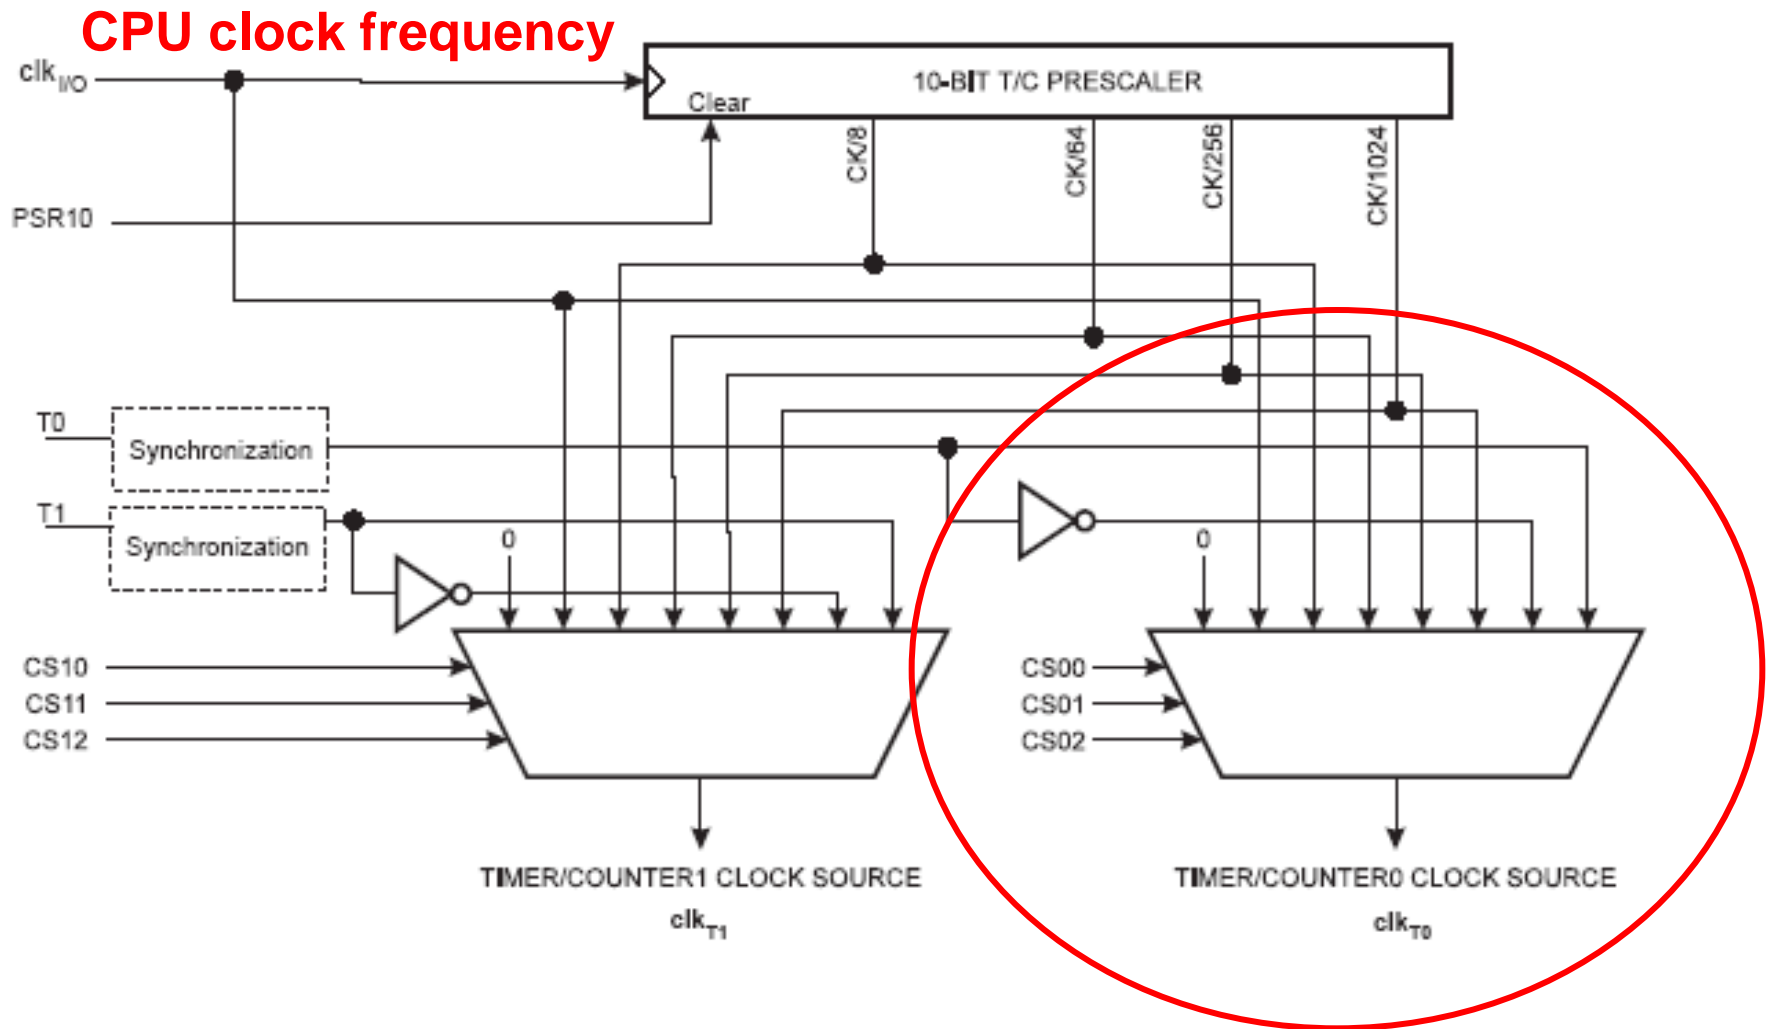 CPU clock frequency
clkI/O
10-BIT T/C PRESCALER
Clear
CK/8
CK/64
CK/256
CK/1024
PSR10
T0
Synchronization
T1
Synchronization
0
0
CS10
CS11
CS12
CS00
CS01
CS02
TIMER/COUNTER1 CLOCK SOURCE
clkT1
TIMER/COUNTER0 CLOCK SOURCE
clkT0